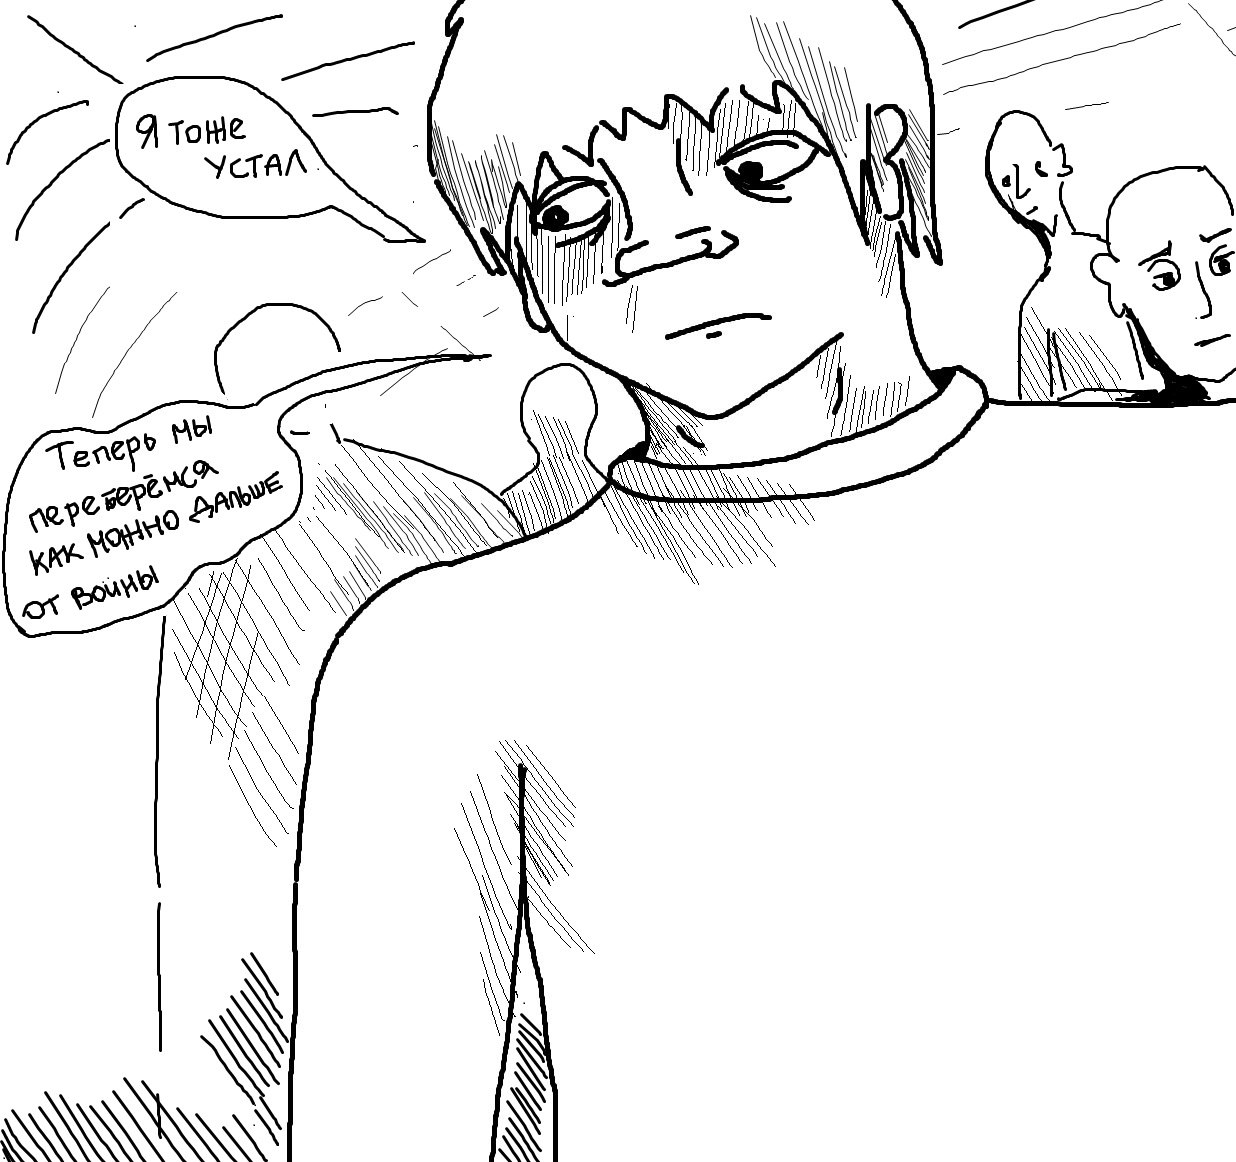 Я ТОЖЕ
УСТАЛ
Теперь мы
переберёмся
как можно дальше
от войны